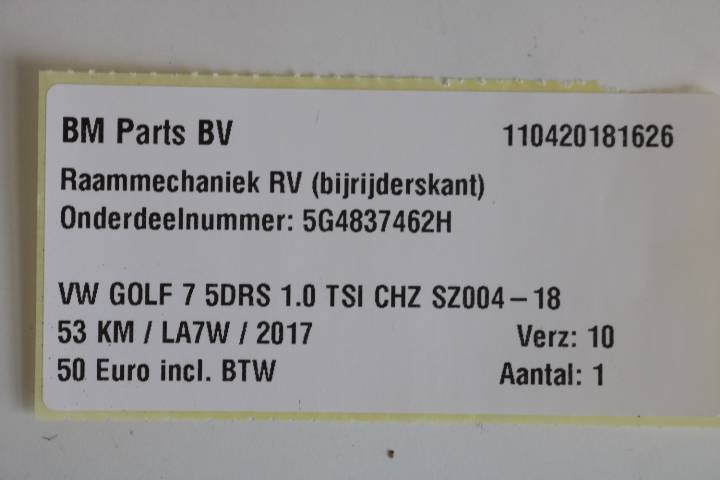 BM Parts BV 110420181626
Raammechaniek RV (bijrijderskant)
Onderdeelnummer: 5G4837462H
VW GOLF 7 5DRS 1.0 TSI CHZ SZ004-18
53 KM / LA7W / 2017 Verz: 10
50 Euro incl. BTW Aantal: 1